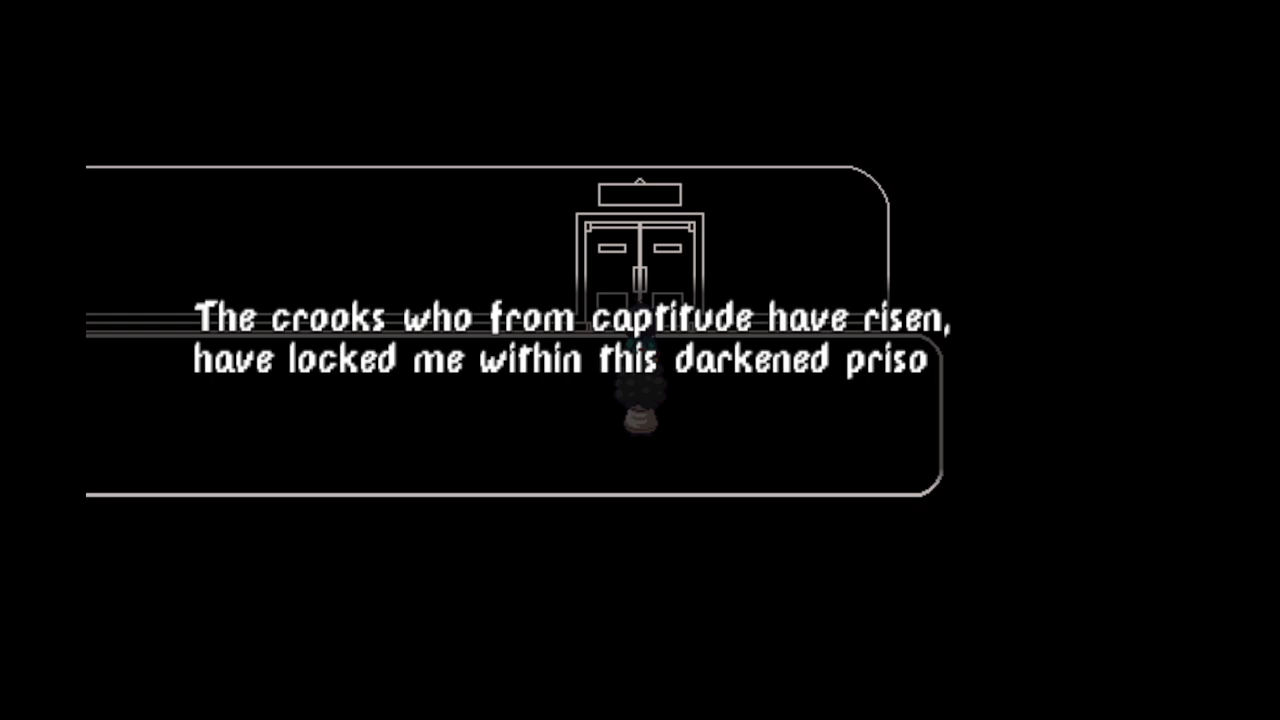 The crooks who from captitude have risen,
have locked me within this darkened priso